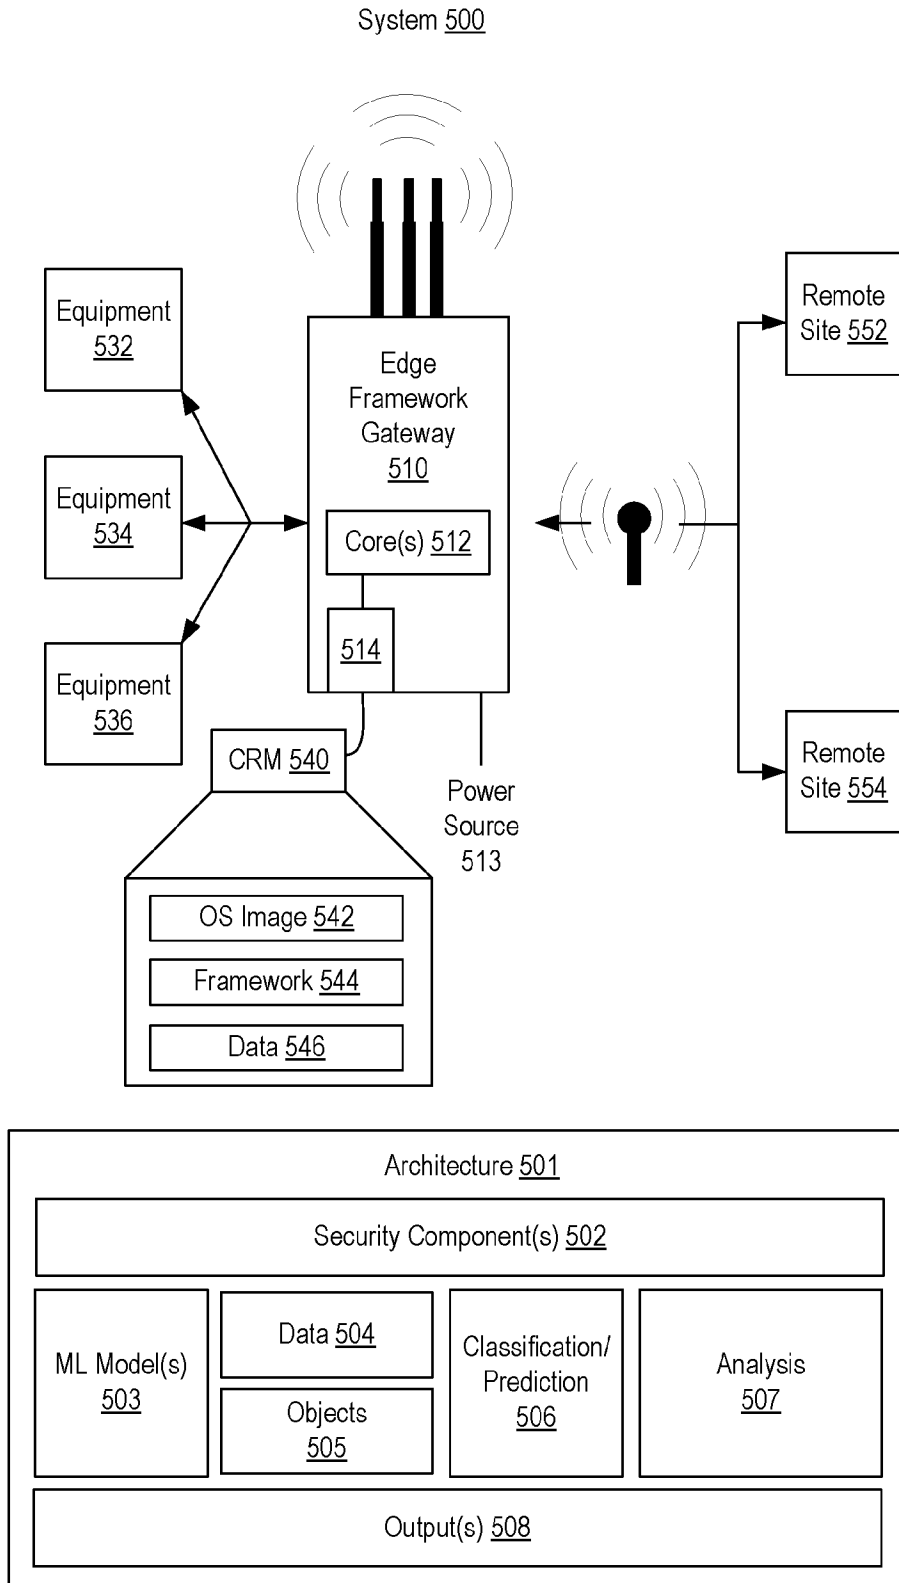 System 500
Equipment
532
Equipment
534
Equipment
536
Edge
Framework
Gateway
510
Core(s) 512
514
Remote
Site 552
Remote
Site 554
CRM 540
Power
Source
513
OS Image 542
Framework 544
Data 546
Architecture 501
Security Component(s) 502
ML Model(s)
503
Data 504
Objects
505
Classification/
Prediction
506
Analysis
507
Output(s) 508